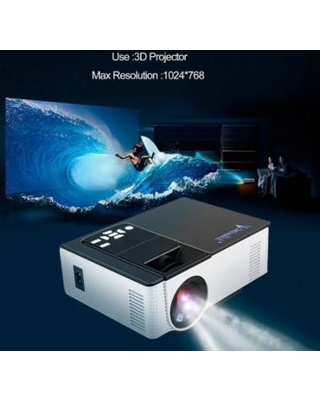 Use :3D Projector
Max Resolution :1024*768